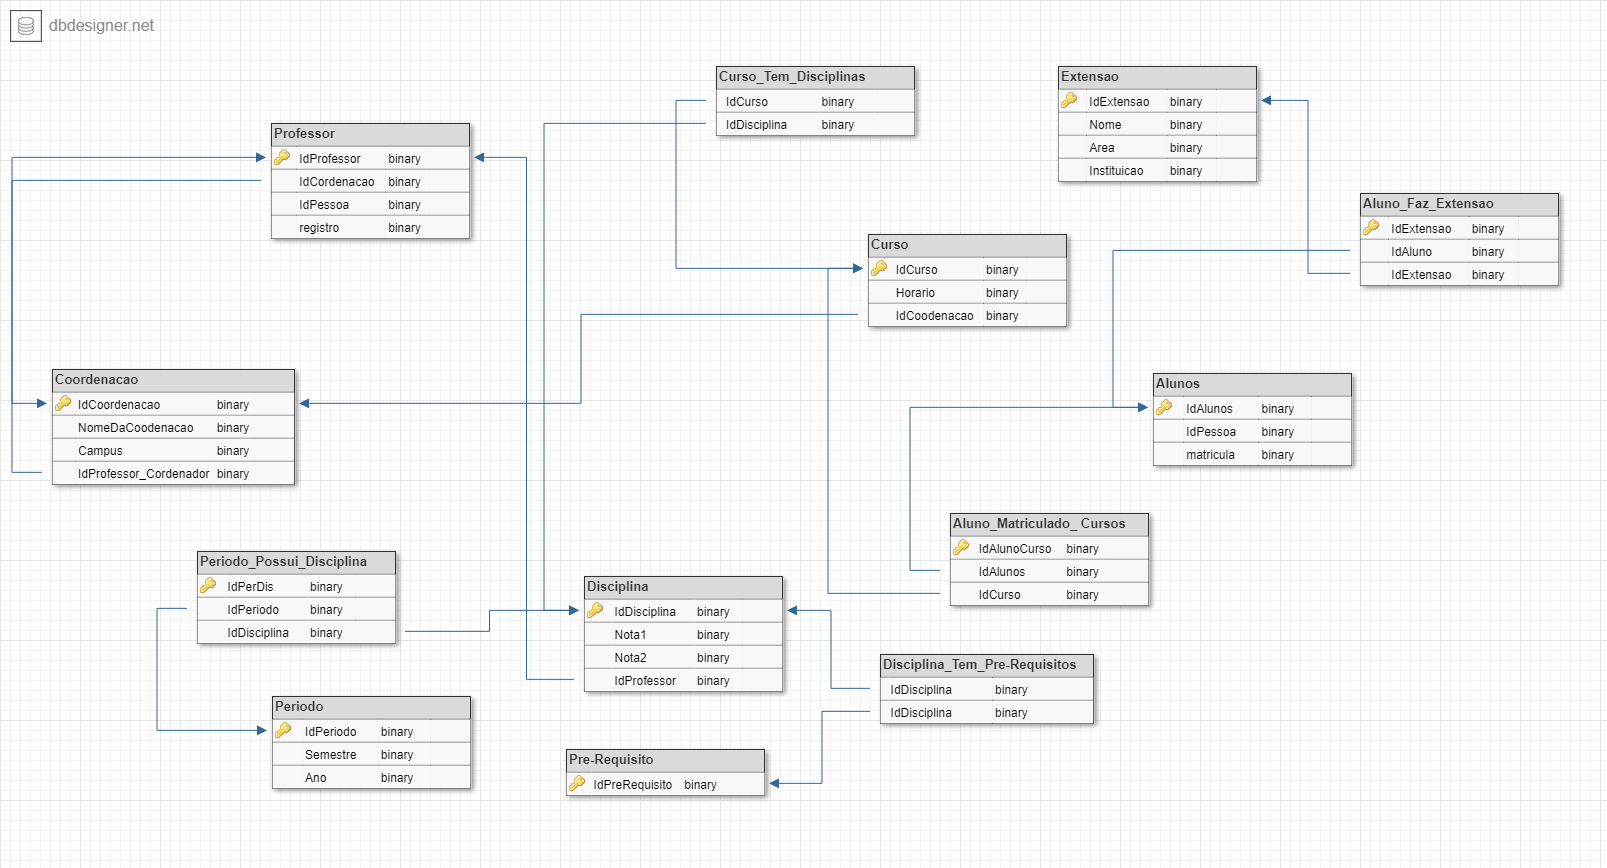 dbdesigner.net
Curso_Tem_Disciplinas
IdCurso binary
IdDisciplina binary
Extensao
IdExtensao binary
Nome binary
Area binary
Instituicao binary
Professor
IdProfessor binary
IdCordenacao binary
IdPessoa binary
registro binary
Aluno_Faz_Extensao
IdExtensao binary
IdAluno binary
IdExtensao binary
Curso
IdCurso binary
Horario binary
IdCoodenacao binary
Coordenacao
IdCoordenacao binary
NomeDaCoodenacao binary
Campus binary
IdProfessor_Cordenador binary
Alunos
IdAlunos binary
IdPessoa binary
matricula binary
Aluno_Matriculado_ Cursos
IdAlunoCurso binary
IdAlunos binary
IdCurso binary
Periodo_Possui_Disciplina
IdPerDis binary
IdPeriodo binary
IdDisciplina binary
Disciplina
IdDisciplina binary
Nota1 binary
Nota2 binary
IdProfessor binary
Disciplina_Tem_Pre-Requisitos
IdDisciplina binary
IdDisciplina binary
Periodo
IdPeriodo binary
Semestre binary
Ano binary
Pre-Requisito
IdPreRequisito binary